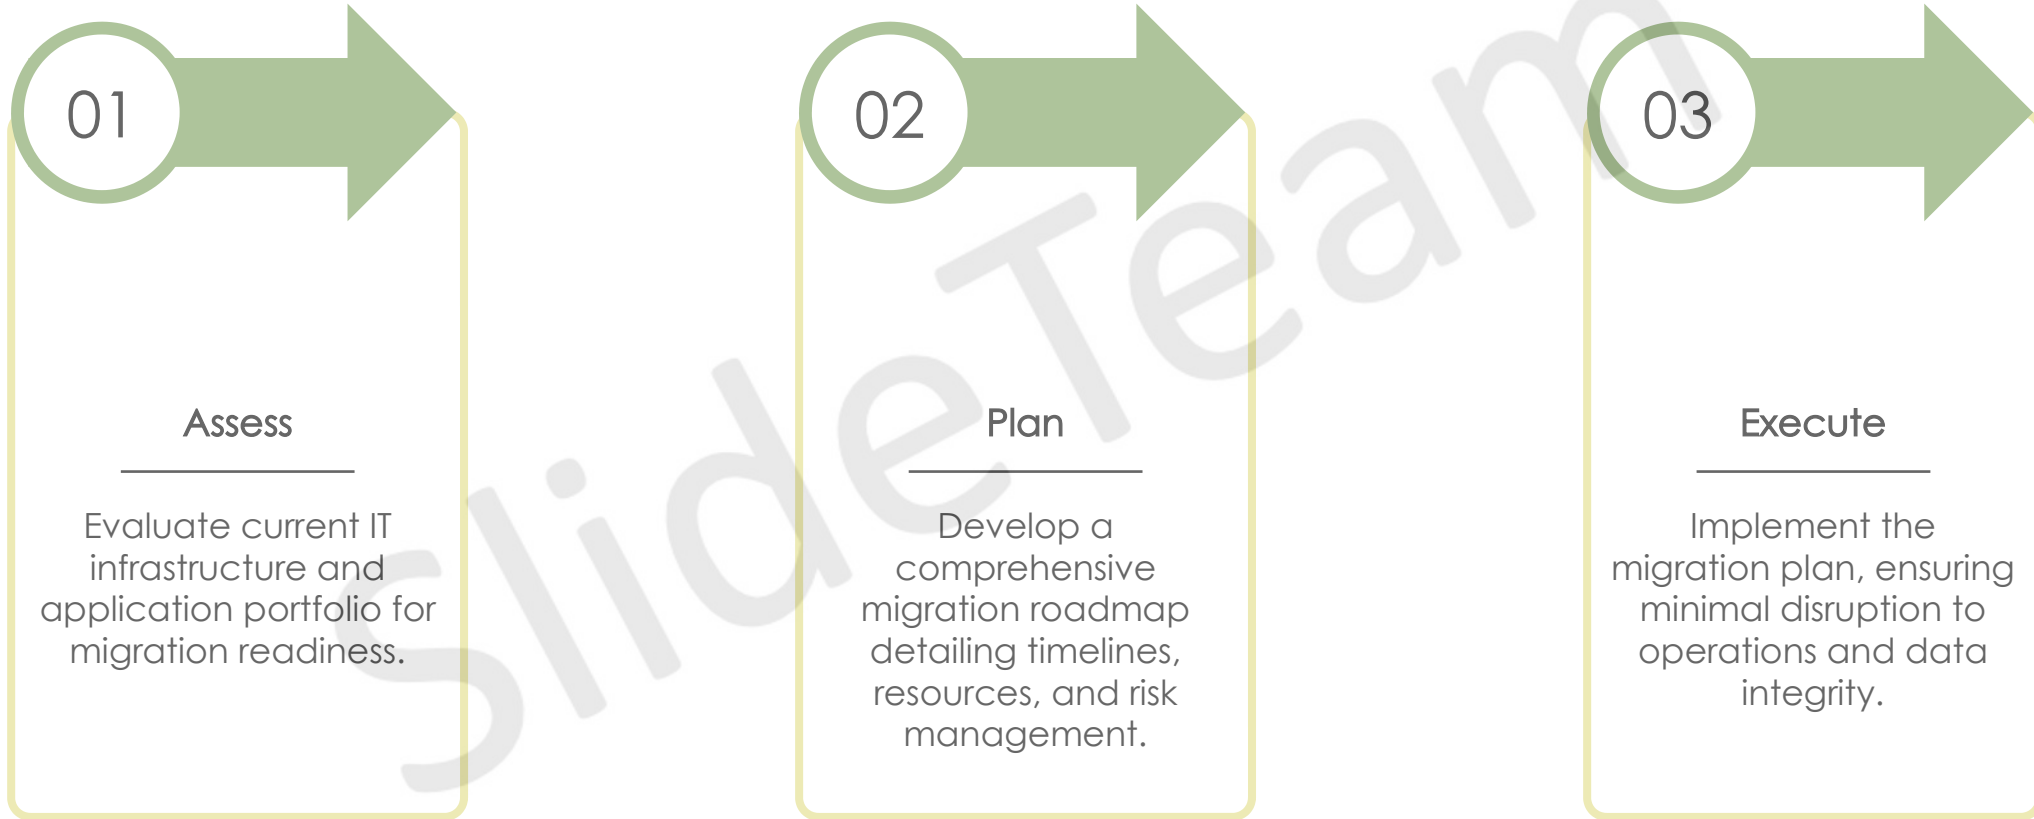 01
Assess
Evaluate current IT
infrastructure and
application portfolio for
migration readiness.
02
Plan
Develop a
comprehensive
migration roadmap
detailing timelines,
resources, and risk
management.
03
Execute
Implement the
migration plan, ensuring
minimal disruption to
operations and data
integrity.
SlideTeam